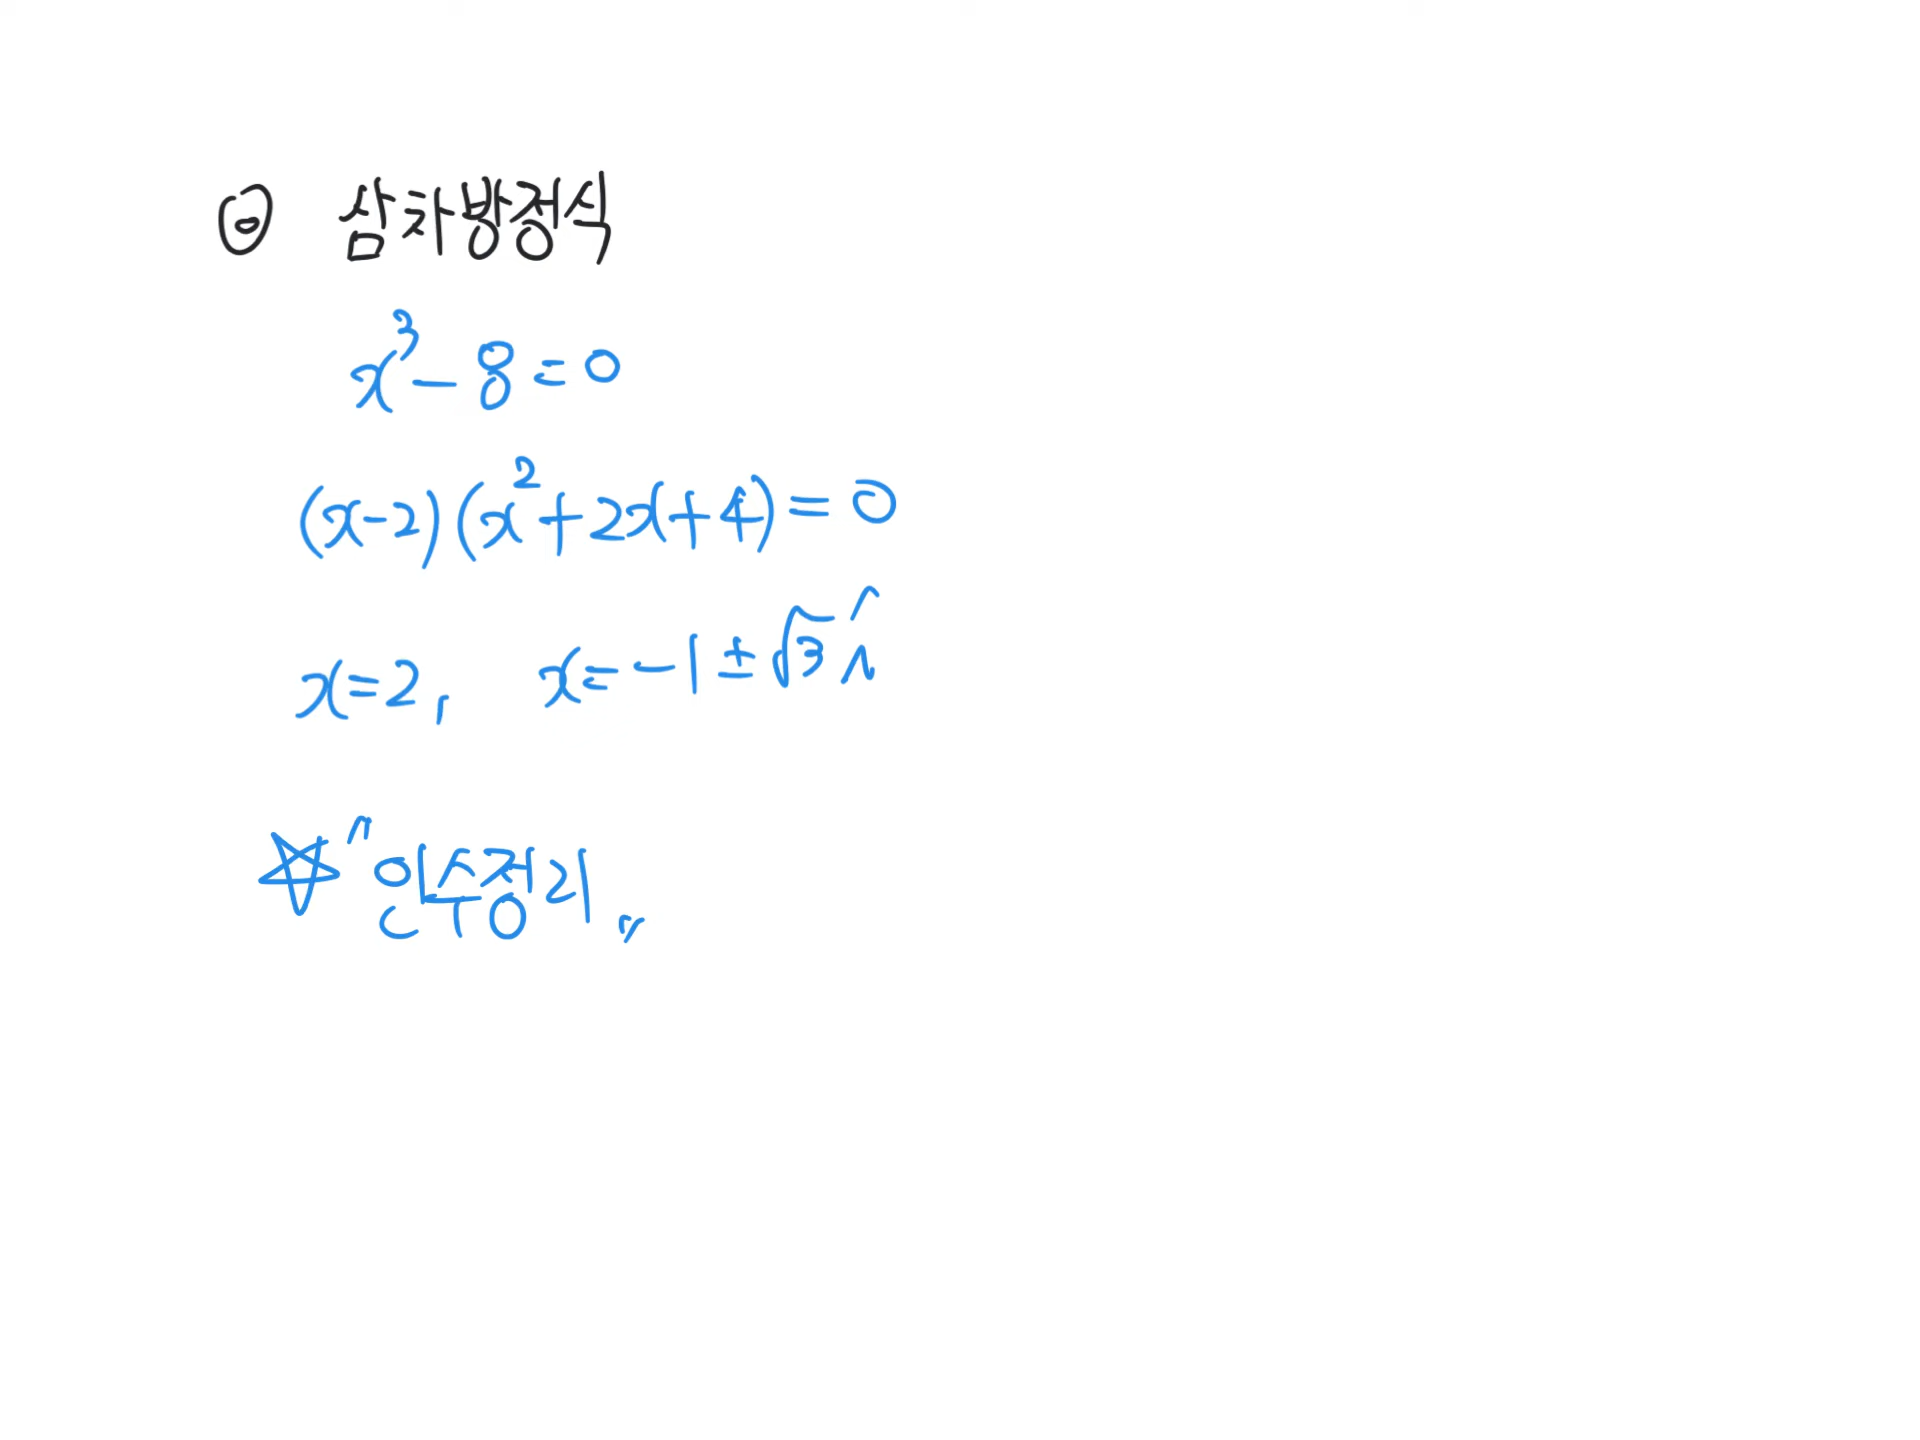 ⊙ 삼차방정식
x³ - 8 = 0
(x-2)(x²+2x+4) = 0
x=2, x= -1 ± √3 i
☆ "인수정리"